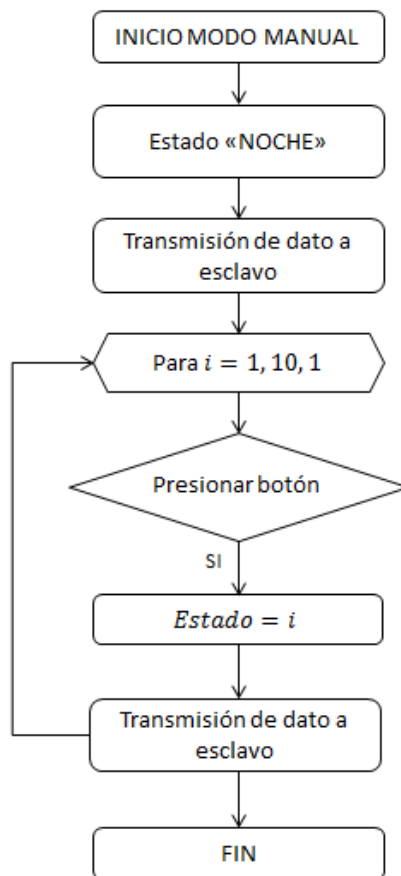 INICIO MODO MANUAL
Estado «NOCHE»
Transmisión de dato a
esclavo
Para i = 1, 10, 1
Presionar botón
SI
Estado = i
Transmisión de dato a
esclavo
FIN